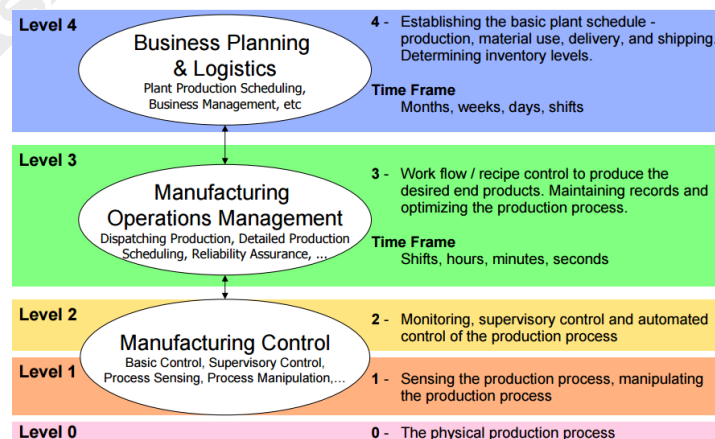 Level 4
Business Planning
& Logistics
Plant Production Scheduling,
Business Management, etc
4 - Establishing the basic plant schedule -
production, material use, delivery, and shipping.
Determining inventory levels.
Time Frame
Months, weeks, days, shifts
Level 3
Manufacturing
Operations Management
Dispatching Production, Detailed Production
Scheduling, Reliability Assurance, ...
3 - Work flow / recipe control to produce the
desired end products. Maintaining records and
optimizing the production process.
Time Frame
Shifts, hours, minutes, seconds
Level 2
Manufacturing Control
Basic Control, Supervisory Control,
Process Sensing, Process Manipulation,...
2 - Monitoring, supervisory control and automated
control of the production process
Level 1
1 - Sensing the production process, manipulating
the production process
Level 0
0 - The physical production process